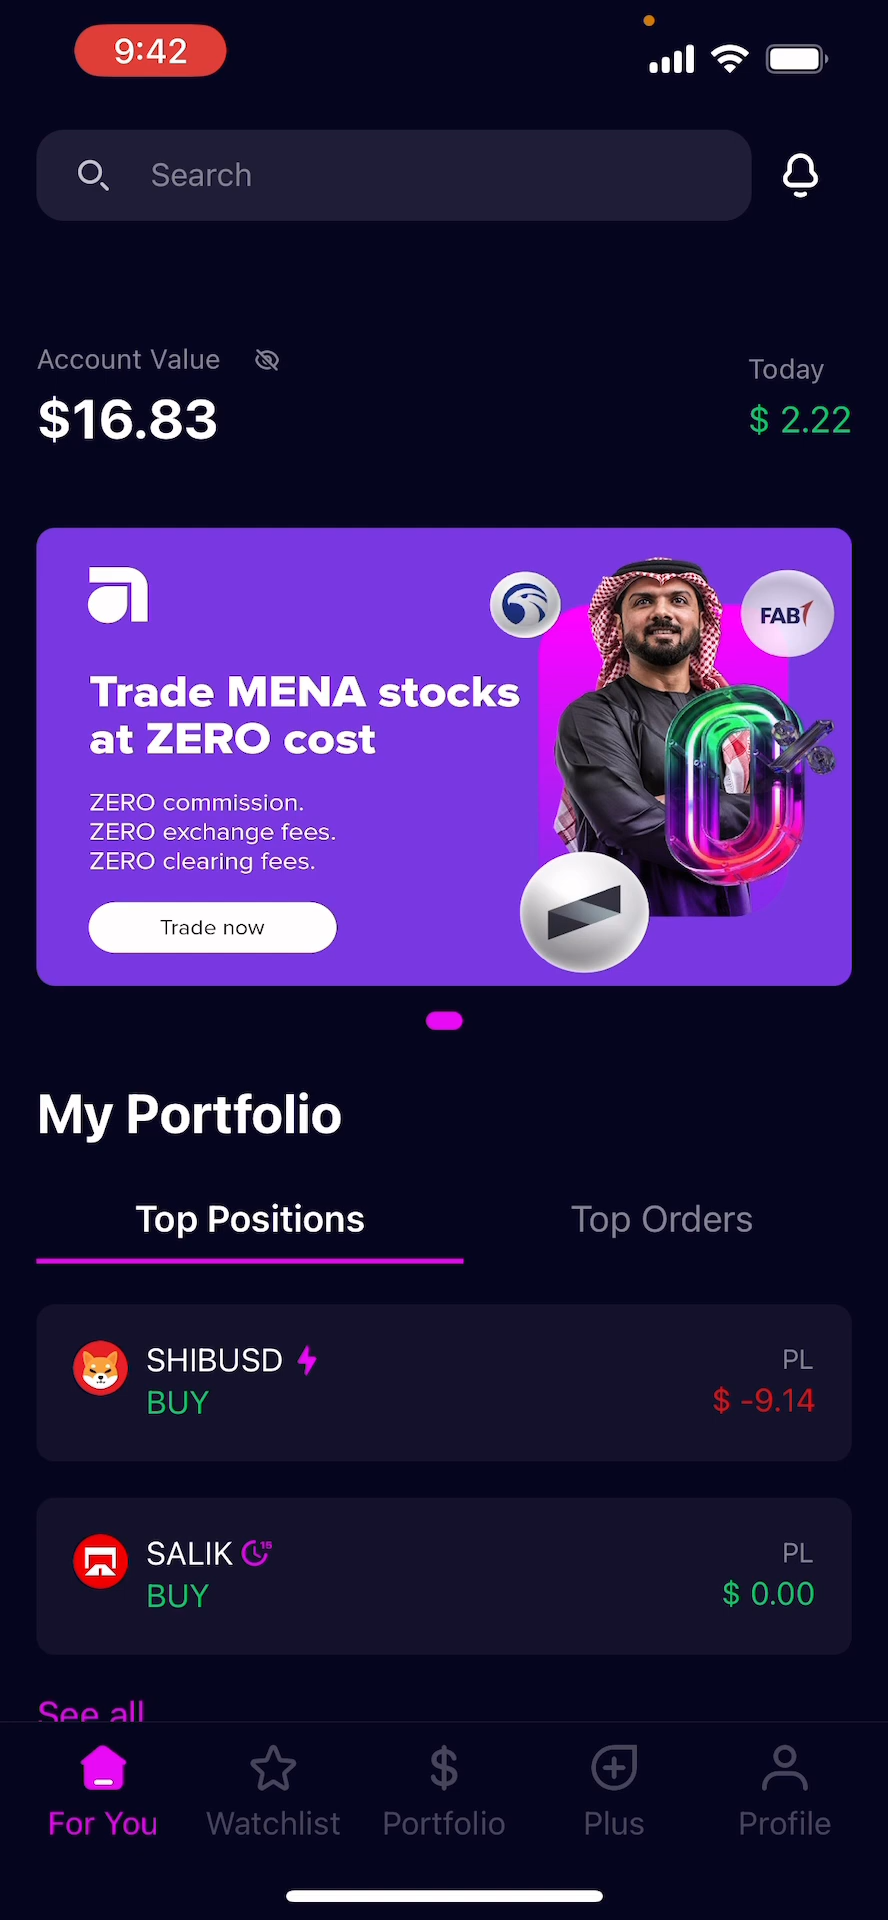 9:42
Search
Account Value
$16.83
Today
$ 2.22
Trade MENA stocks
at ZERO cost
ZERO commission.
ZERO exchange fees.
ZERO clearing fees.
Trade now
FAB
My Portfolio
Top Positions
Top Orders
SHIBUSD
BUY
PL
$ -9.14
SALIK 15
BUY
PL
$ 0.00
See all
For You
Watchlist
Portfolio
Plus
Profile